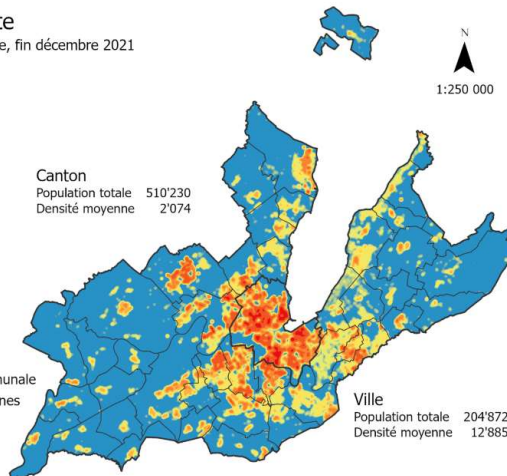 te
e, fin décembre 2021
N
1:250 000
Canton
Population totale 510'230
Densité moyenne 2'074
unale
nes
Ville
Population totale 204'872
Densité moyenne 12'885